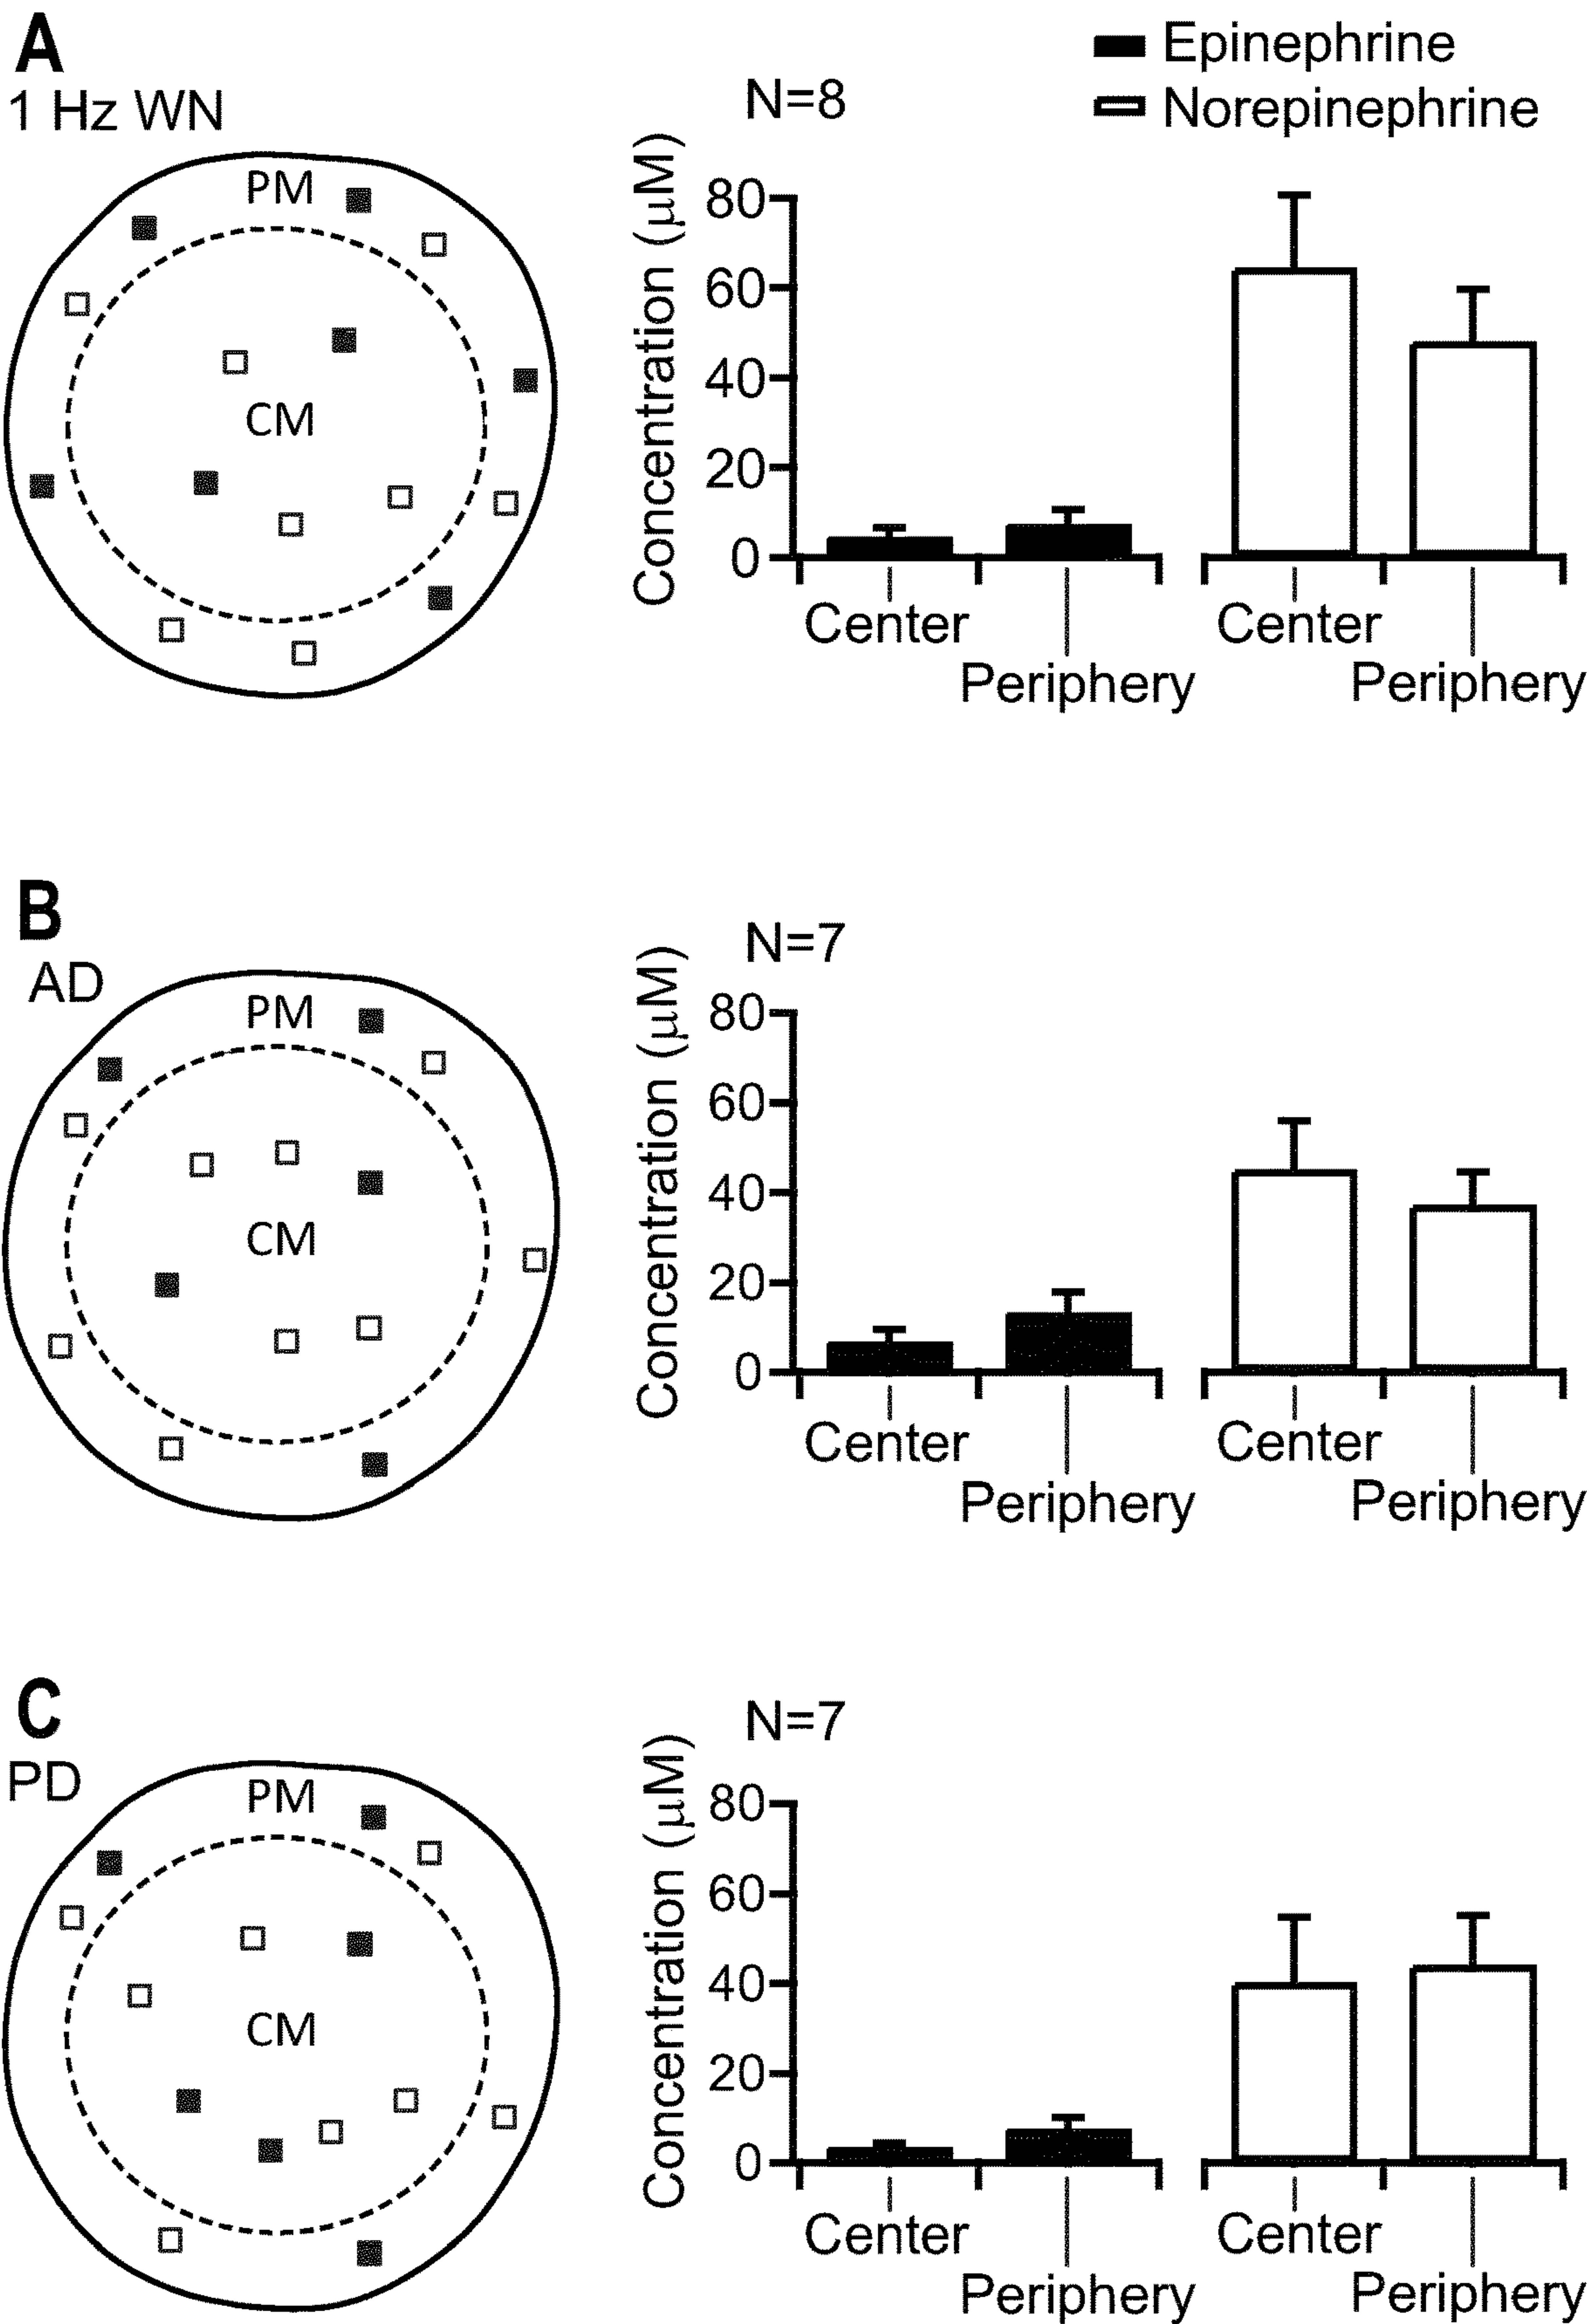 A
1 Hz WN
PM
CM
N=8
Epinephrine
Norepinephrine
Concentration (μM)
80
60
40
20
0
Center
Periphery
Center
Periphery
B
AD
PM
CM
N=7
Concentration (μM)
80
60
40
20
0
Center
Periphery
Center
Periphery
C
PD
PM
CM
N=7
Concentration (μM)
80
60
40
20
0
Center
Periphery
Center
Periphery